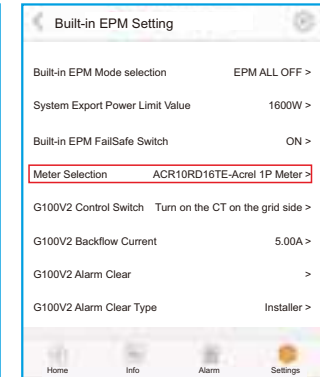 Built-in EPM Setting
Built-in EPM Mode selection EPM ALL OFF >
System Export Power Limit Value 1600W >
Built-in EPM FailSafe Switch ON >
Meter Selection ACR10RD16TE-Acrel 1P Meter >
G100V2 Control Switch Turn on the CT on the grid side >
G100V2 Backflow Current 5.00A >
G100V2 Alarm Clear >
G100V2 Alarm Clear Type Installer >
Home Info Alarm Settings